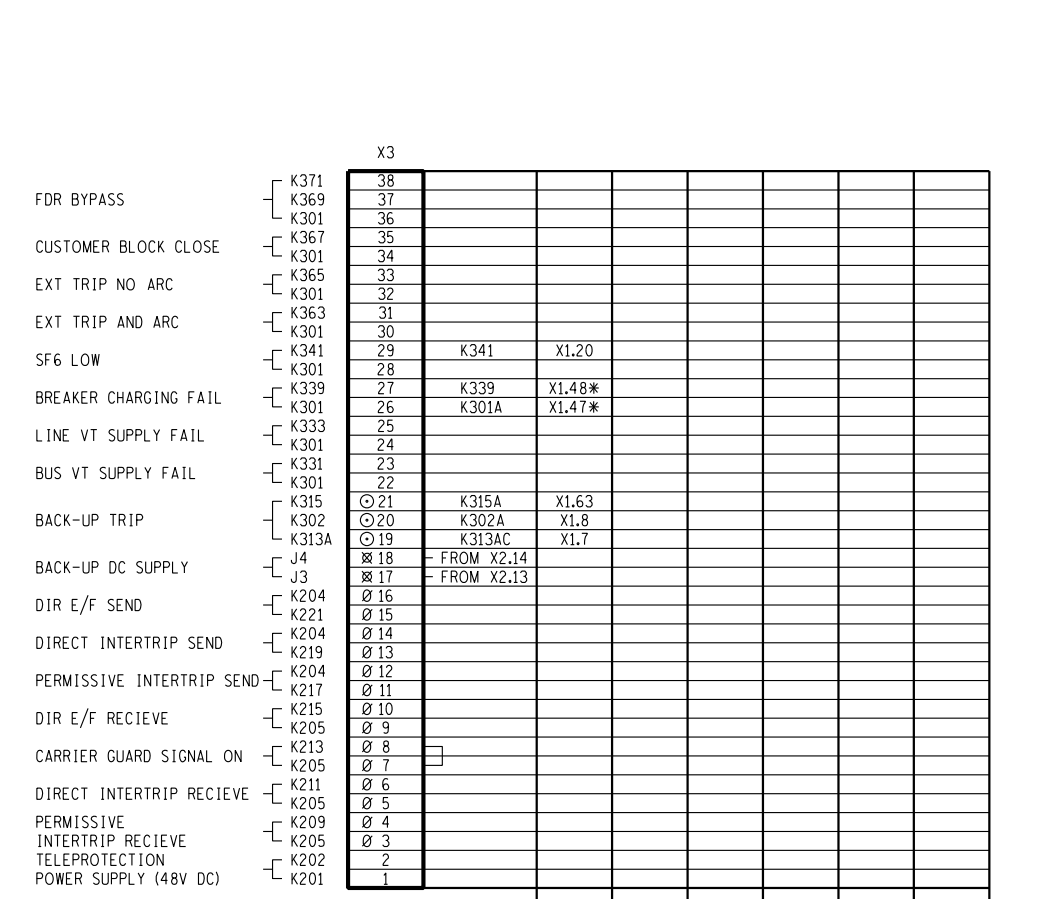 X3
K371 38
FDR BYPASS K369 37
K301 36
K367 35
CUSTOMER BLOCK CLOSE
K301 34
K365 33
EXT TRIP NO ARC
K301 32
K363 31
EXT TRIP AND ARC
K301 30
K341 29 K341 X1.20
SF6 LOW
K301 28
K339 27 K339 X1.48*
BREAKER CHARGING FAIL
K301 26 K301A X1.47*
K333 25
LINE VT SUPPLY FAIL
K301 24
K331 23
BUS VT SUPPLY FAIL
K301 22
K315 ⊙ 21 K315A X1.63
BACK-UP TRIP K302 ⊙ 20 K302A X1.8
K313A ⊙ 19 K313AC X1.7
J4 ⊠ 18 FROM X2.14
BACK-UP DC SUPPLY
J3 ⊠ 17 FROM X2.13
K204 Ø 16
DIR E/F SEND
K221 Ø 15
K204 Ø 14
DIRECT INTERTRIP SEND
K219 Ø 13
K204 Ø 12
PERMISSIVE INTERTRIP SEND
K217 Ø 11
K215 Ø 10
DIR E/F RECIEVE
K205 Ø 9
K213 Ø 8
CARRIER GUARD SIGNAL ON
K205 Ø 7
K211 Ø 6
DIRECT INTERTRIP RECIEVE
K205 Ø 5
PERMISSIVE K209 Ø 4
INTERTRIP RECIEVE K205 Ø 3
TELEPROTECTION K202 2
POWER SUPPLY (48V DC) K201 1